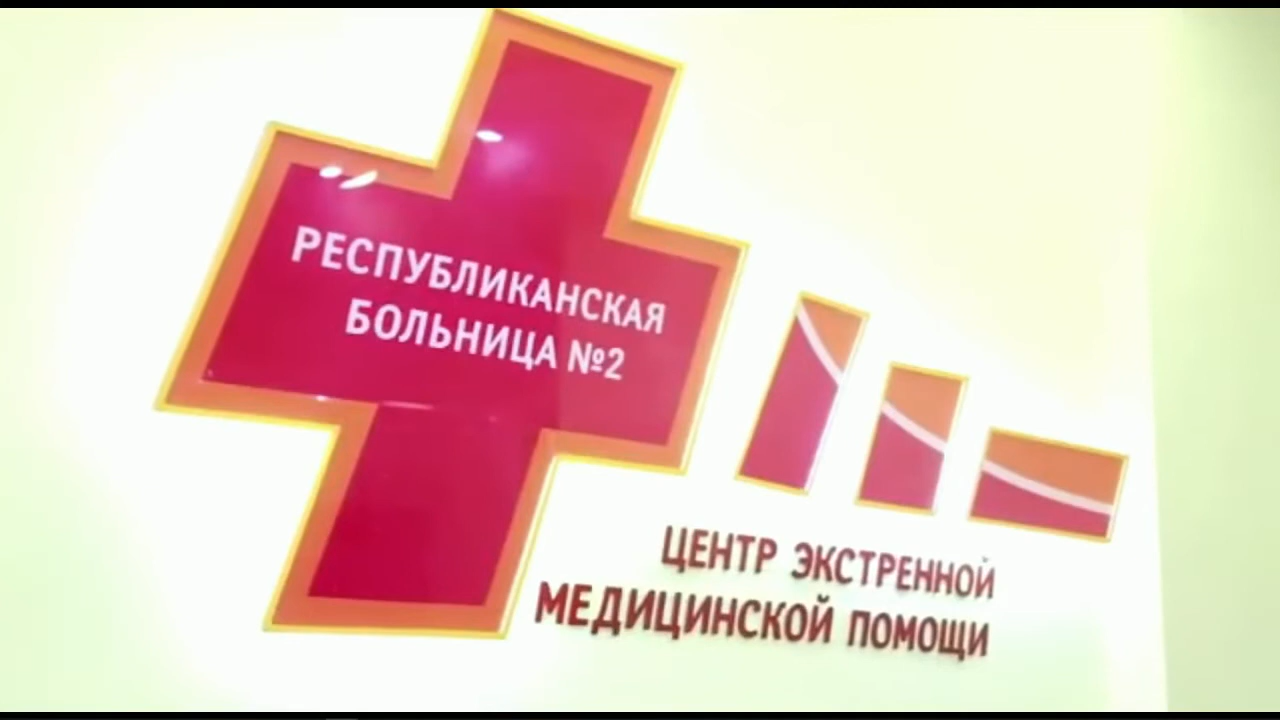 РЕСПУБЛИКАНСКАЯ
БОЛЬНИЦА №2
ЦЕНТР ЭКСТРЕННОЙ
МЕДИЦИНСКОЙ ПОМОЩИ